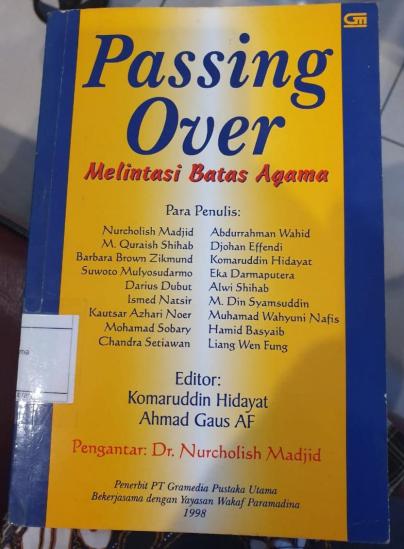 GM
Passing
Over
Melintasi Batas Agama
Para Penulis:
Nurcholish Madjid
M. Quraish Shihab
Barbara Brown Zikmund
Suwoto Mulyosudarmo
Darius Dubut
Ismed Natsir
Kautsar Azhari Noer
Mohamad Sobary
Chandra Setiawan
Abdurrahman Wahid
Djohan Effendi
Komaruddin Hidayat
Eka Darmaputera
Alwi Shihab
M. Din Syamsuddin
Muhamad Wahyuni Nafis
Hamid Basyaib
Liang Wen Fung
Editor:
Komaruddin Hidayat
Ahmad Gaus AF
Pengantar: Dr. Nurcholish Madjid
Penerbit PT Gramedia Pustaka Utama
Bekerjasama dengan Yayasan Wakaf Paramadina
1998